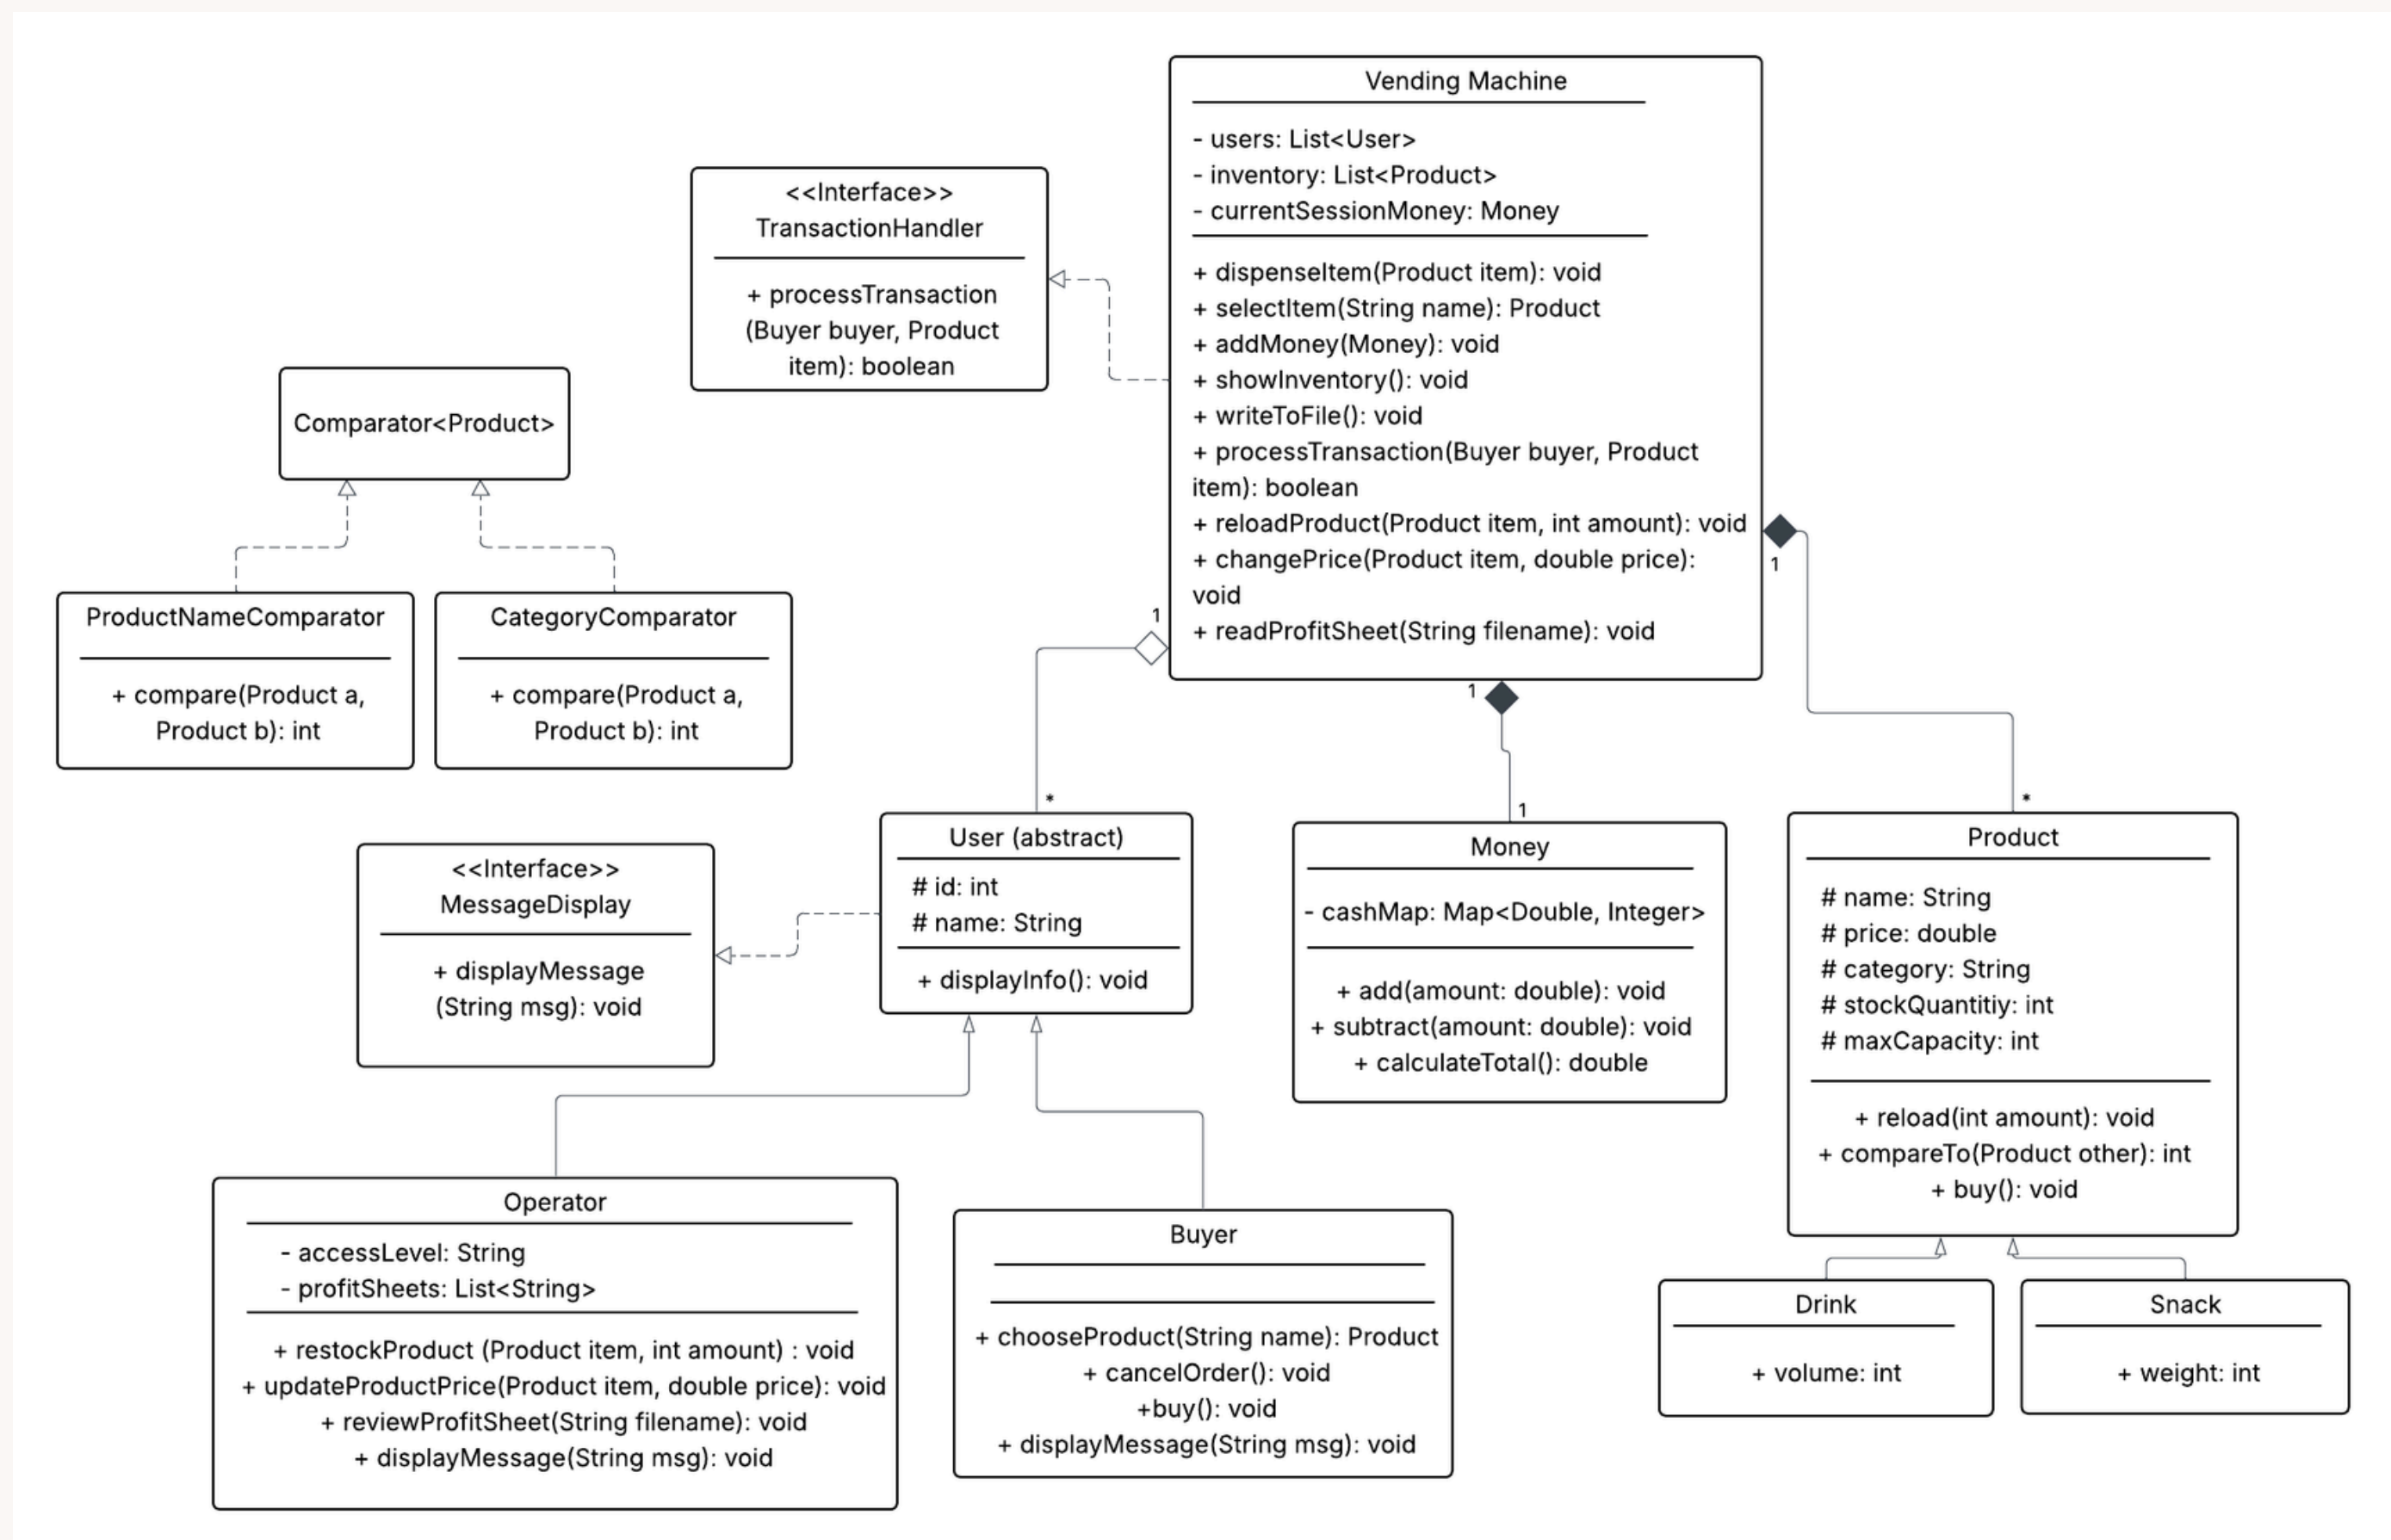 Vending Machine
- users: List<User>
- inventory: List<Product>
- currentSessionMoney: Money
+ dispenseItem(Product item): void
+ selectItem(String name): Product
+ addMoney(Money): void
+ showInventory(): void
+ writeToFile(): void
+ processTransaction(Buyer buyer, Product
item): boolean
+ reloadProduct(Product item, int amount): void
+ changePrice(Product item, double price):
void
+ readProfitSheet(String filename): void
<<Interface>>
TransactionHandler
+ processTransaction
(Buyer buyer, Product
item): boolean
Comparator<Product>
ProductNameComparator
+ compare(Product a,
Product b): int
CategoryComparator
+ compare(Product a,
Product b): int
1
*
1
1
1
*
<<Interface>>
MessageDisplay
+ displayMessage
(String msg): void
User (abstract)
# id: int
# name: String
+ displayInfo(): void
Money
- cashMap: Map<Double, Integer>
+ add(amount: double): void
+ subtract(amount: double): void
+ calculateTotal(): double
Product
# name: String
# price: double
# category: String
# stockQuantitiy: int
# maxCapacity: int
+ reload(int amount): void
+ compareTo(Product other): int
+ buy(): void
Operator
- accessLevel: String
- profitSheets: List<String>
+ restockProduct (Product item, int amount) : void
+ updateProductPrice(Product item, double price): void
+ reviewProfitSheet(String filename): void
+ displayMessage(String msg): void
Buyer
+ chooseProduct(String name): Product
+ cancelOrder(): void
+buy(): void
+ displayMessage(String msg): void
Drink
+ volume: int
Snack
+ weight: int